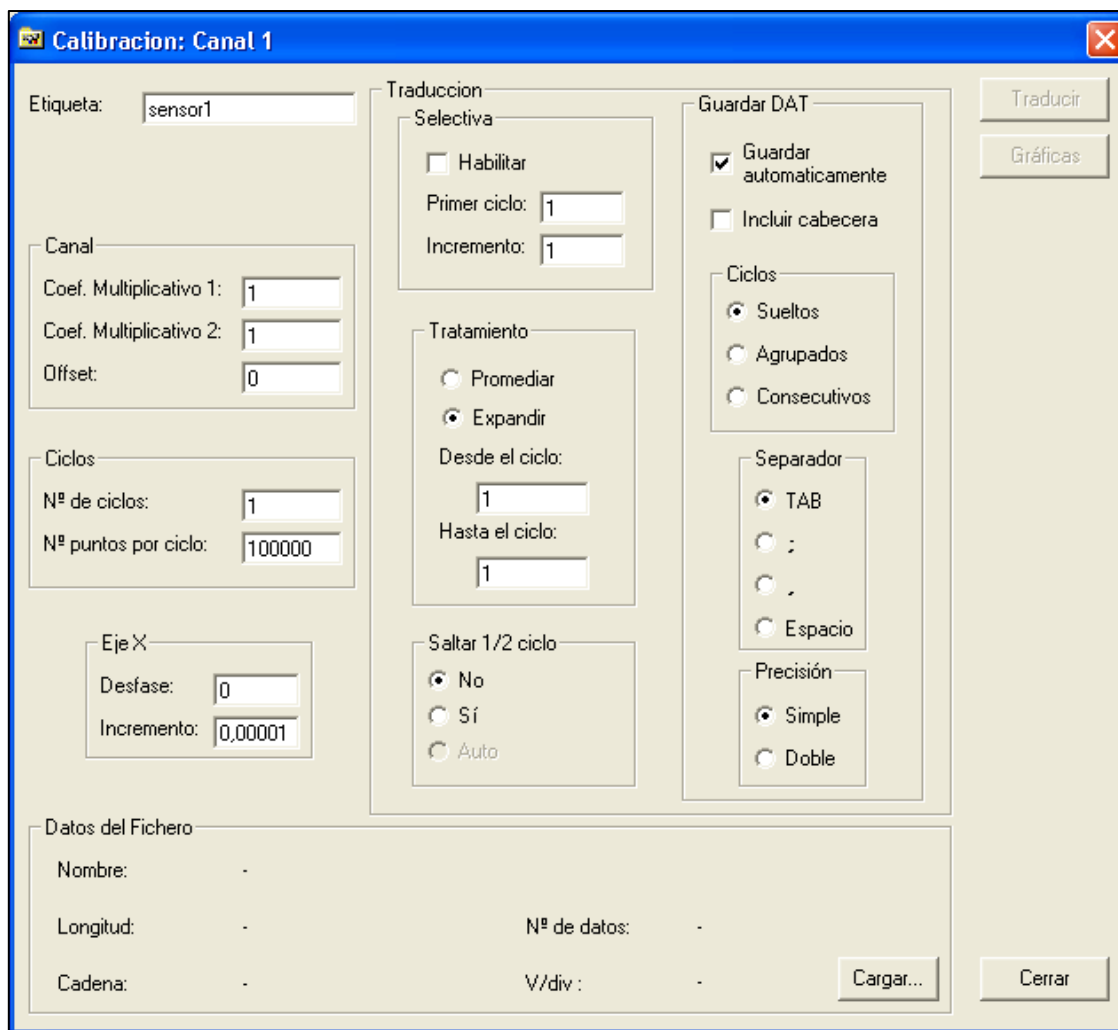 Calibracion: Canal 1
Etiqueta: sensor1
Canal
Coef. Multiplicativo 1: 1
Coef. Multiplicativo 2: 1
Offset: 0
Ciclos
Nº de ciclos: 1
Nº puntos por ciclo: 100000
Eje X
Desfase: 0
Incremento: 0,00001
Traduccion
Selectiva
Habilitar
Primer ciclo: 1
Incremento: 1
Tratamiento
Promediar
Expandir
Desde el ciclo:
1
Hasta el ciclo:
1
Saltar 1/2 ciclo
No
Sí
Auto
Guardar DAT
Guardar
automaticamente
Incluir cabecera
Ciclos
Sueltos
Agrupados
Consecutivos
Separador
TAB
;
,
Espacio
Precisión
Simple
Doble
Traducir
Gráficas
Datos del Fichero
Nombre: -
Longitud: - Nº de datos: -
Cadena: - V/div : -
Cargar...
Cerrar